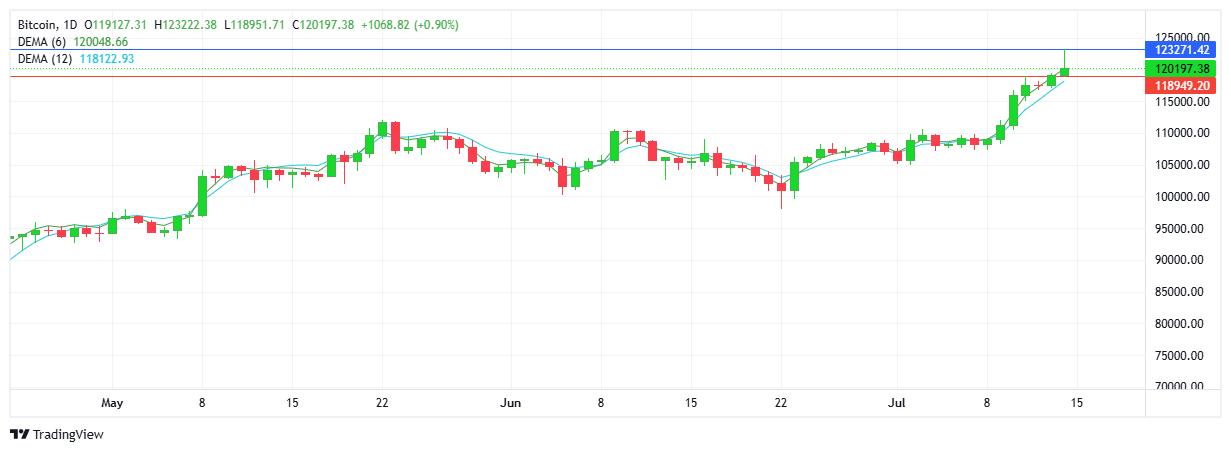 Bitcoin, 1D O119127.31 H123222.38 L118951.71 C120197.38 +1068.82 (+0.90%)
DEMA (6) 120048.66
DEMA (12) 118122.93
125000.00
123271.42
120197.38
118949.20
115000.00
110000.00
105000.00
100000.00
95000.00
90000.00
85000.00
80000.00
75000.00
70000.00
May 8 15 22 Jun 8 15 22 Jul 8 15
TradingView